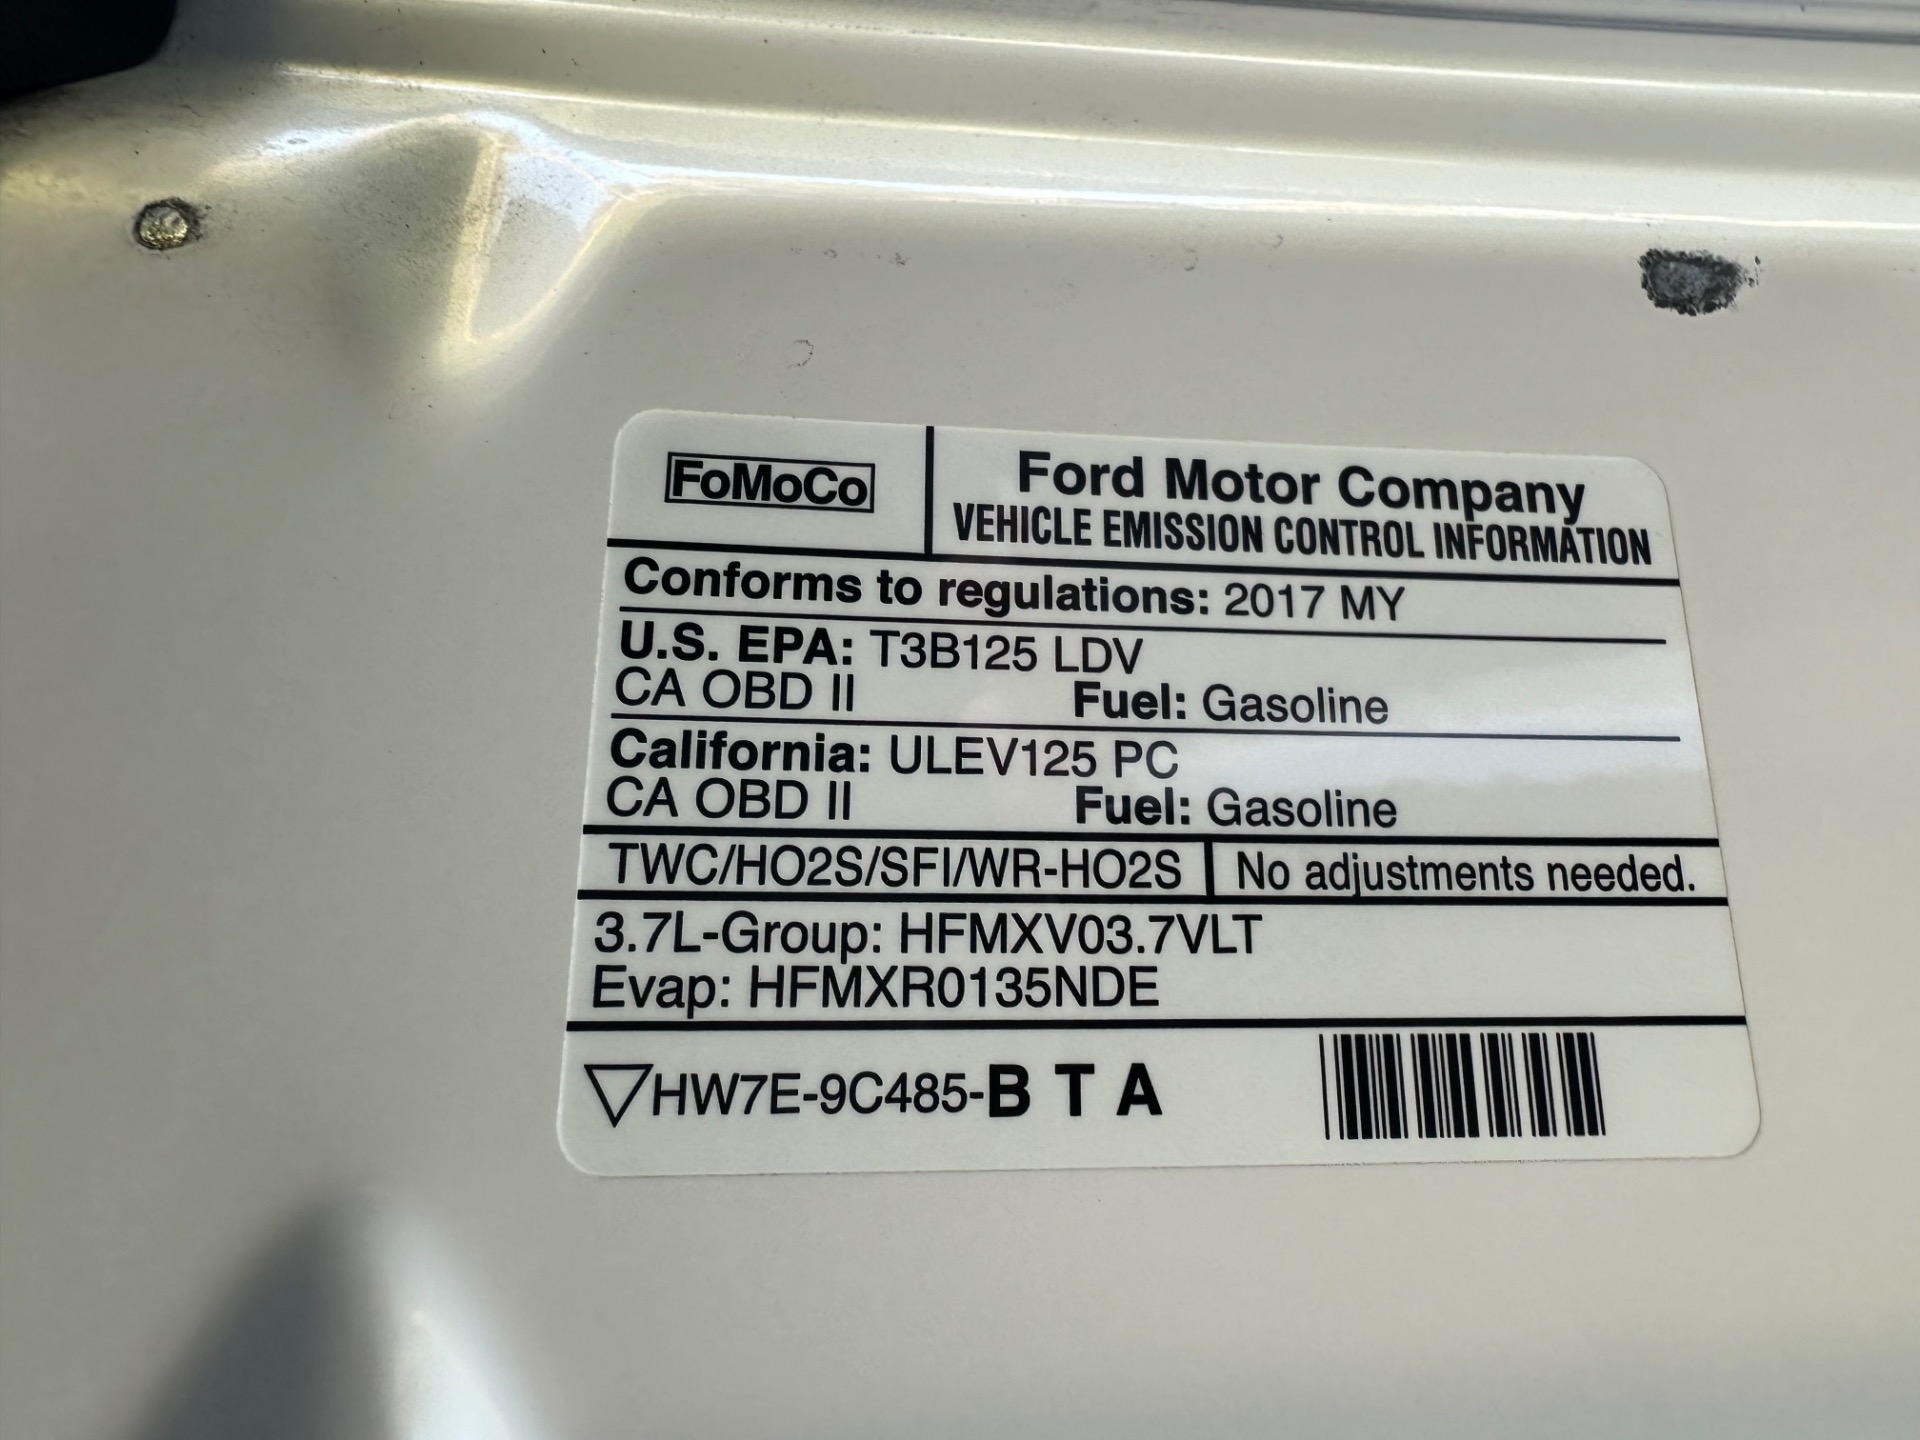 FoMoCo
Ford Motor Company
VEHICLE EMISSION CONTROL INFORMATION
Conforms to regulations: 2017 MY
U.S. EPA: T3B125 LDV
CA OBD II Fuel: Gasoline
California: ULEV125 PC
CA OBD II Fuel: Gasoline
TWC/HO2S/SFI/WR-HO2S No adjustments needed.
3.7L-Group: HFMXV03.7VLT
Evap: HFMXR0135NDE
HW7E-9C485-B T A